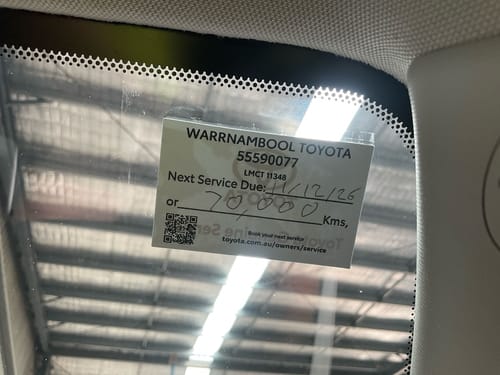 WARRNAMBOOL TOYOTA
55590077
LMCT 11348
Next Service Due: 11/12/26
or 70,000 Kms,
Book your next service
toyota.com.au/owners/service